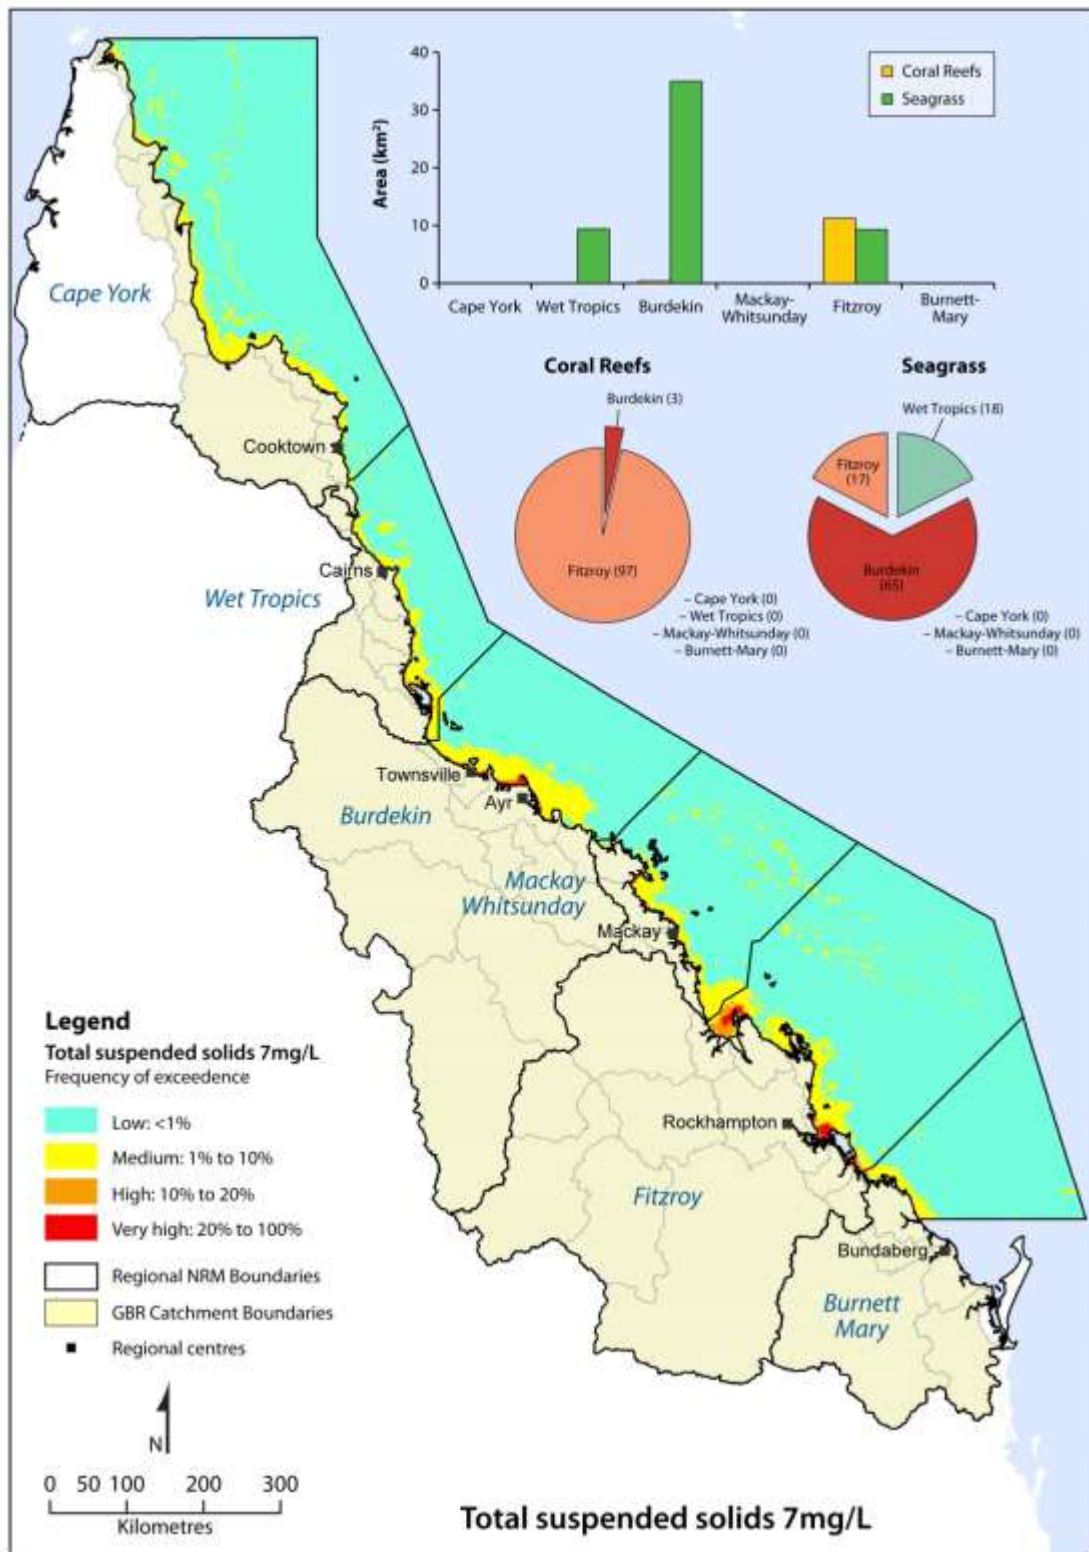 40
30
20
10
0
Area (km²)
Coral Reefs
Seagrass
Cape York
Wet Tropics
Burdekin
Mackay-
Whitsunday
Fitzroy
Burnett-
Mary
Coral Reefs
Burdekin (3)
Fitzroy (97)
– Cape York (0)
– Wet Tropics (0)
– Mackay-Whitsunday (0)
– Burnett-Mary (0)
Seagrass
Wet Tropics (18)
Fitzroy
(17)
Burdekin
(65)
– Cape York (0)
– Mackay-Whitsunday (0)
– Burnett-Mary (0)
Cape York
Cooktown
Cairns
Wet Tropics
Townsville
Ayr
Burdekin
Mackay
Whitsunday
Mackay
Rockhampton
Fitzroy
Bundaberg
Burnett
Mary
Legend
Total suspended solids 7mg/L
Frequency of exceedence
Low: <1%
Medium: 1% to 10%
High: 10% to 20%
Very high: 20% to 100%
Regional NRM Boundaries
GBR Catchment Boundaries
Regional centres
N
0 50 100 200 300
Kilometres
Total suspended solids 7mg/L